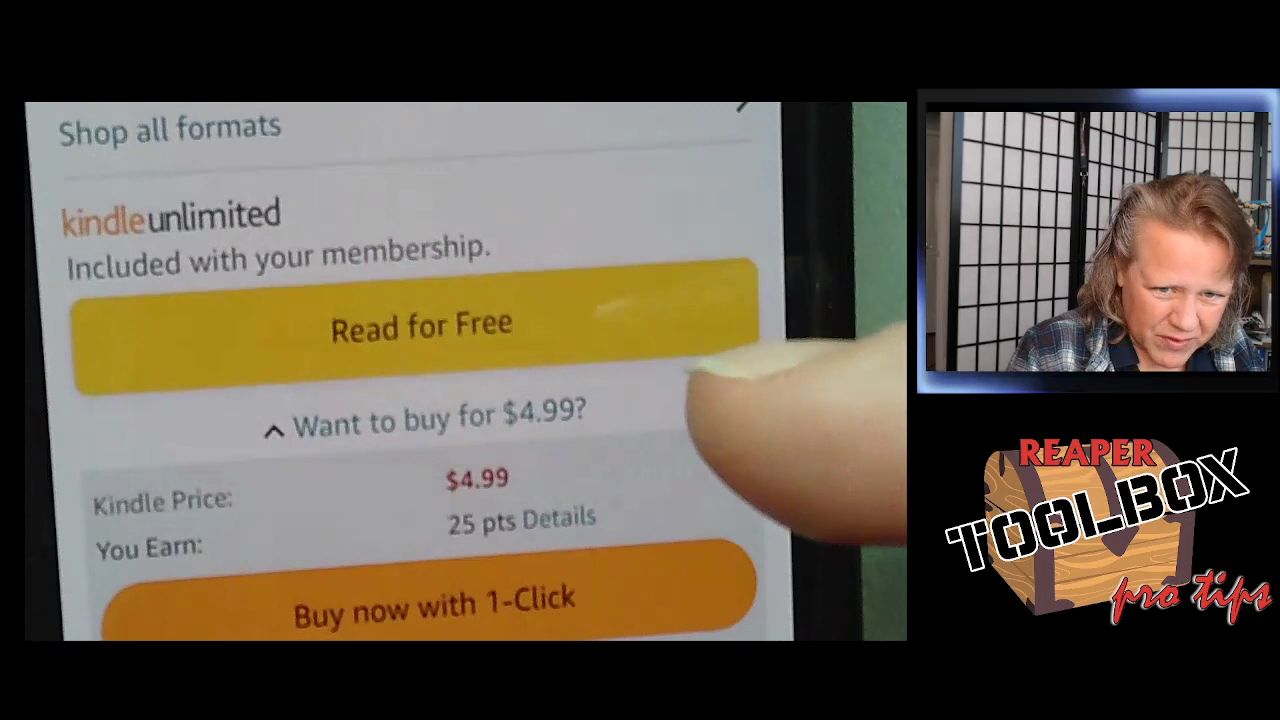 Shop all formats
kindleunlimited
Included with your membership.
Read for Free
Want to buy for $4.99?
Kindle Price: $4.99
You Earn: 25 pts Details
Buy now with 1-Click
REAPER
TOOLBOX
pro tips